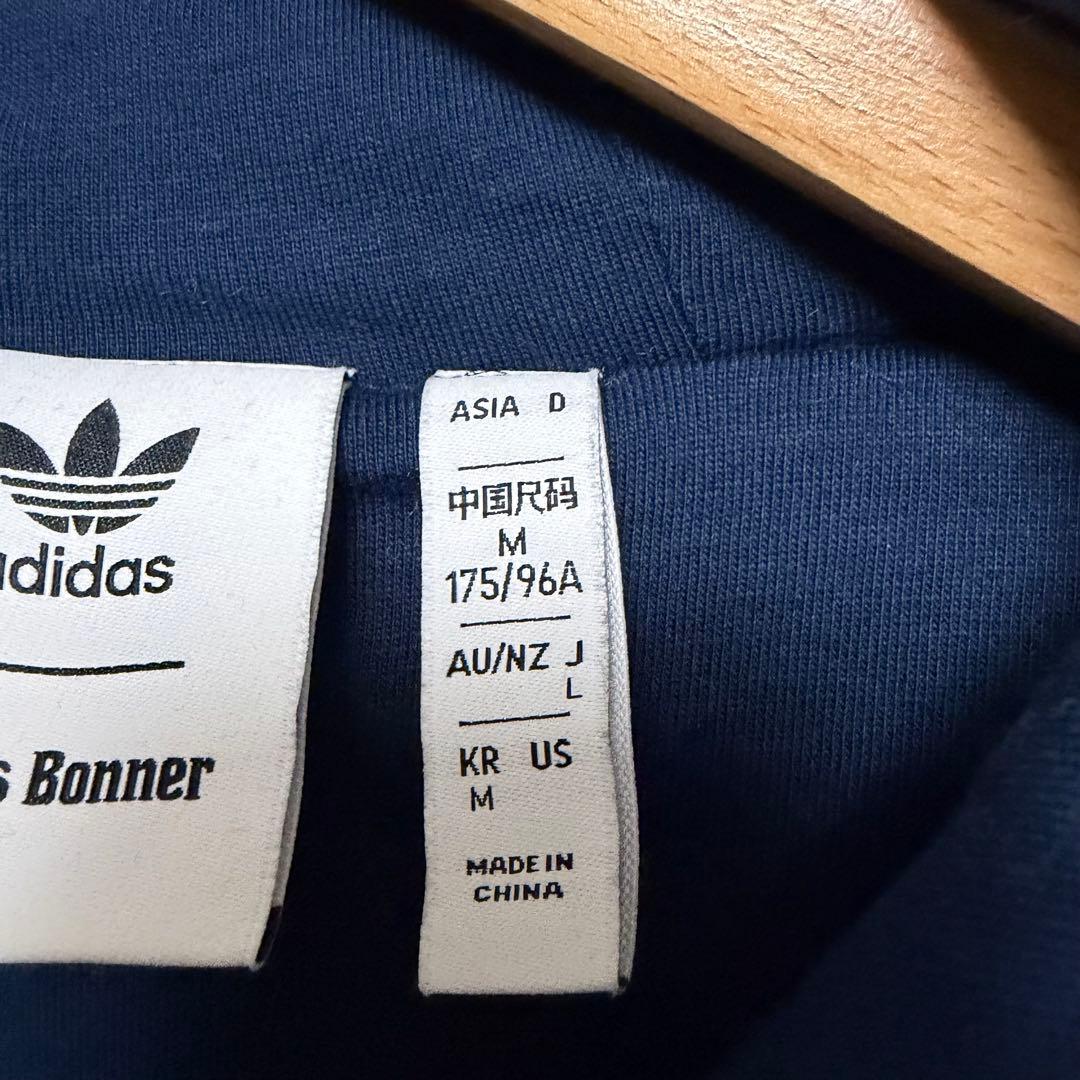 adidas
s Bonner
ASIA D
中国尺码
M
175/96A
AU/NZ J
L
KR US
M
MADE IN
CHINA